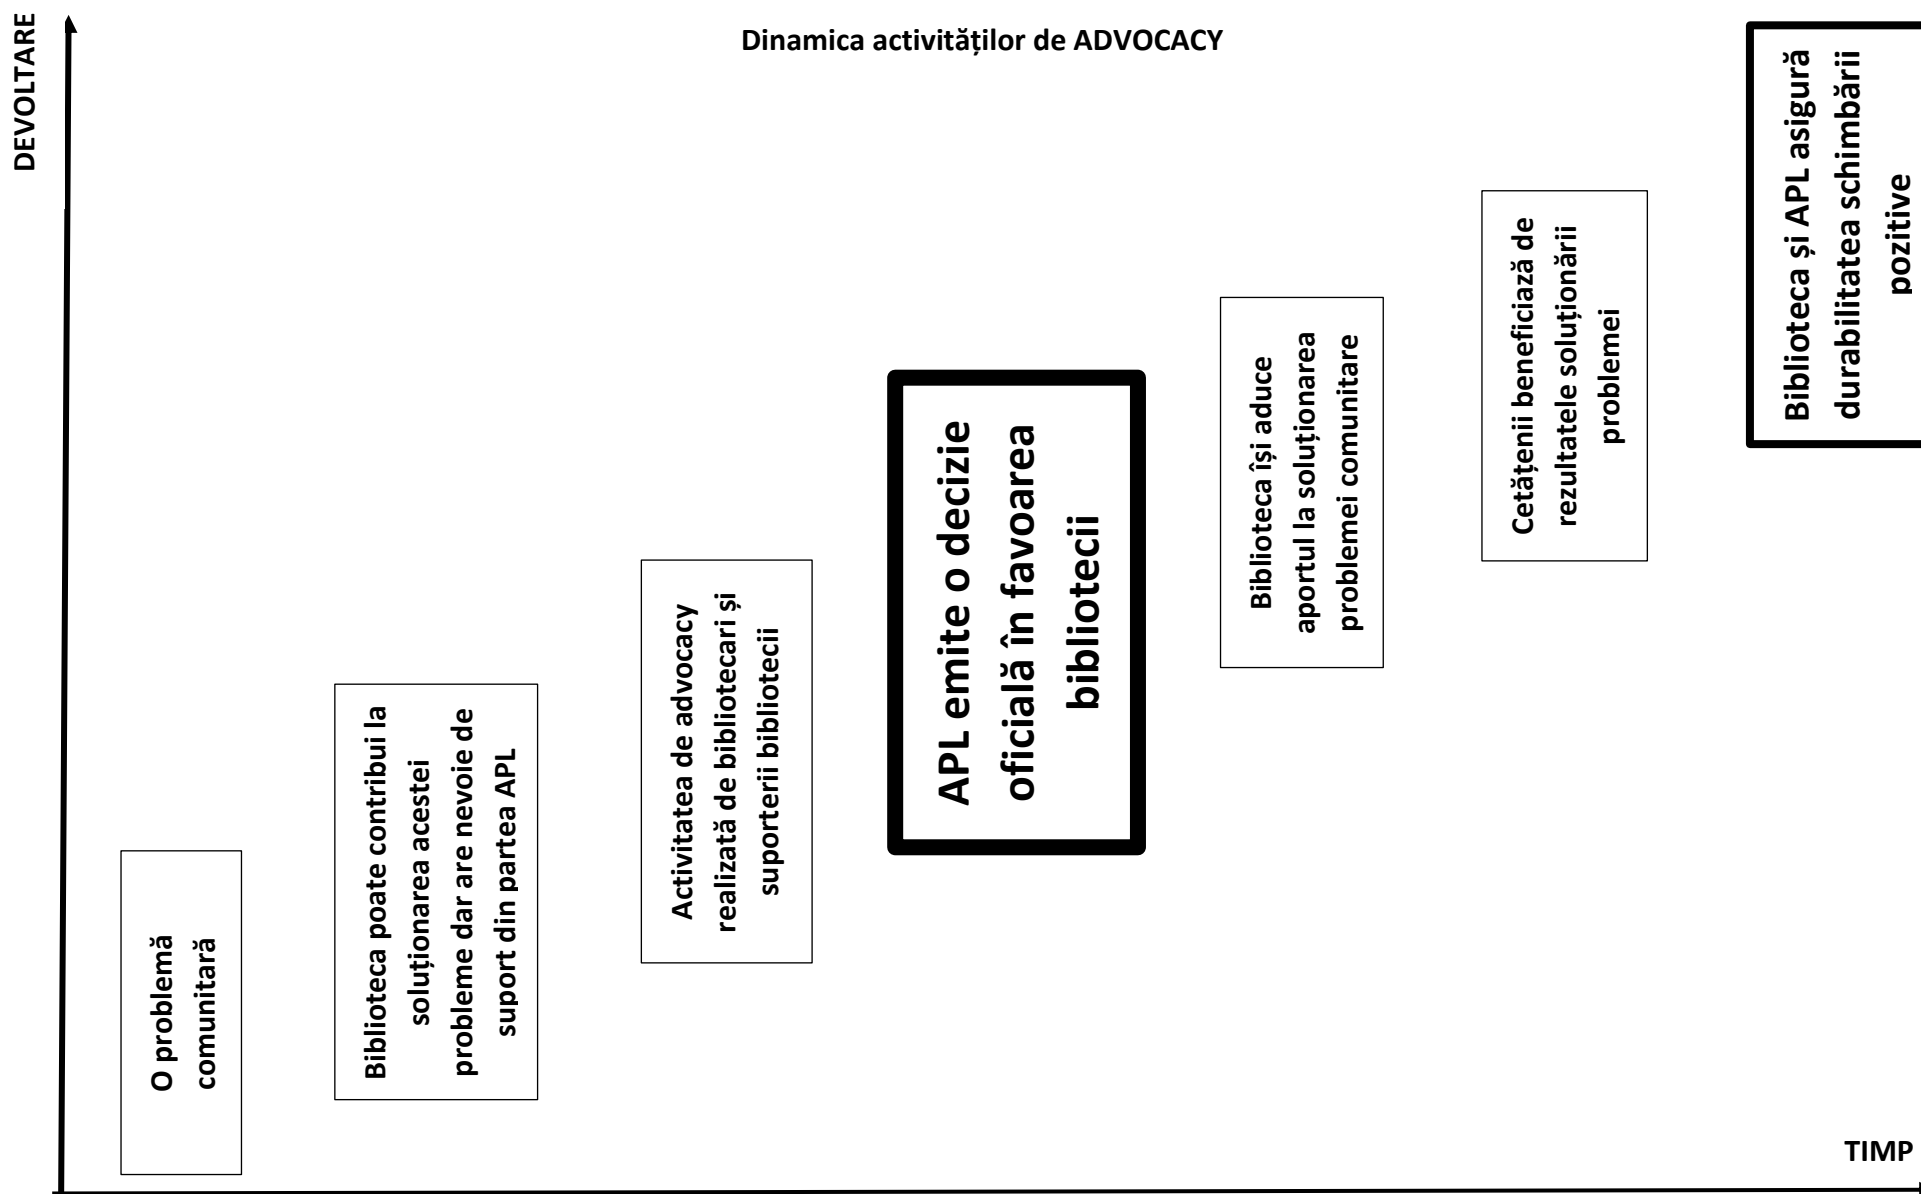 Dinamica activităților de ADVOCACY
DEVOLTARE
O problemă
comunitară
Biblioteca poate contribui la
soluționarea acestei
probleme dar are nevoie de
suport din partea APL
Activitatea de advocacy
realizată de bibliotecari și
suporterii bibliotecii
APL emite o decizie
oficială în favoarea
bibliotecii
Biblioteca își aduce
aportul la soluționarea
problemei comunitare
Cetățenii beneficiază de
rezultatele soluționării
problemei
Biblioteca și APL asigură
durabilitatea schimbării
pozitive
TIMP